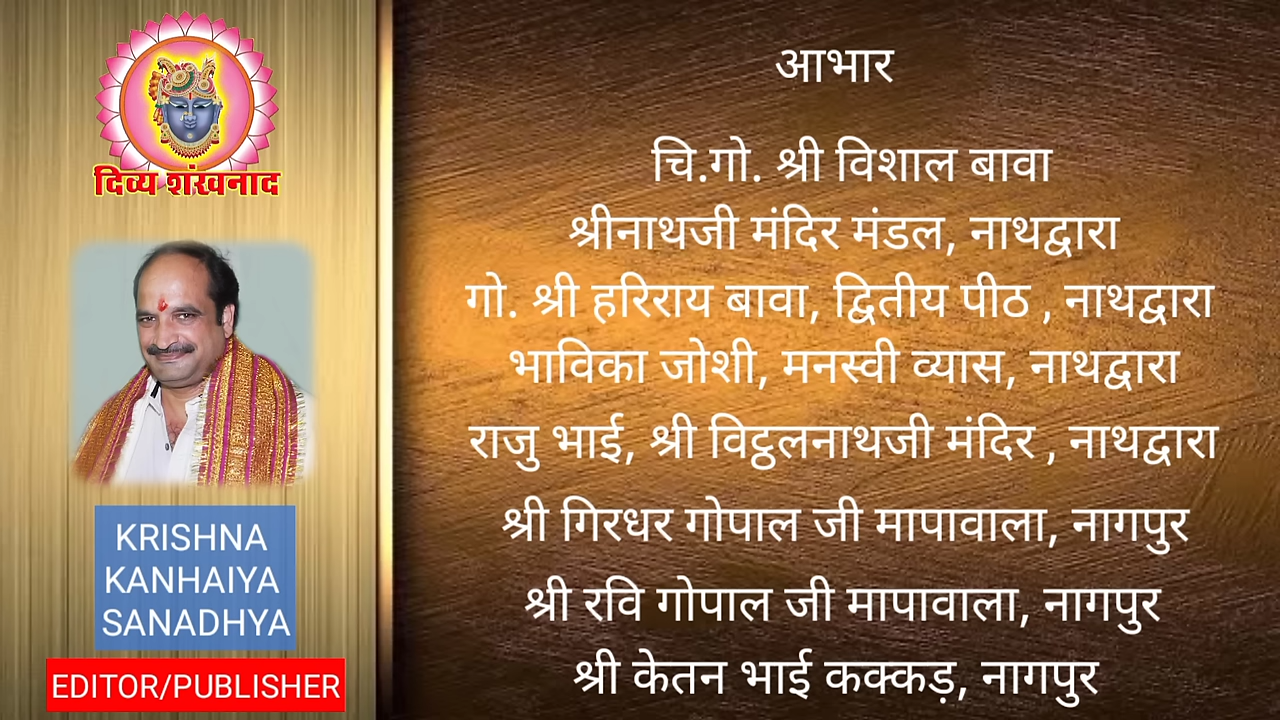 दिव्य शंखनाद
KRISHNA
KANHAIYA
SANADHYA
EDITOR/PUBLISHER
आभार
चि.गो. श्री विशाल बावा
श्रीनाथजी मंदिर मंडल, नाथद्वारा
गो. श्री हरिराय बावा, द्वितीय पीठ , नाथद्वारा
भाविका जोशी, मनस्वी व्यास, नाथद्वारा
राजु भाई, श्री विट्ठलनाथजी मंदिर , नाथद्वारा
श्री गिरधर गोपाल जी मापावाला, नागपुर
श्री रवि गोपाल जी मापावाला, नागपुर
श्री केतन भाई कक्कड़, नागपुर